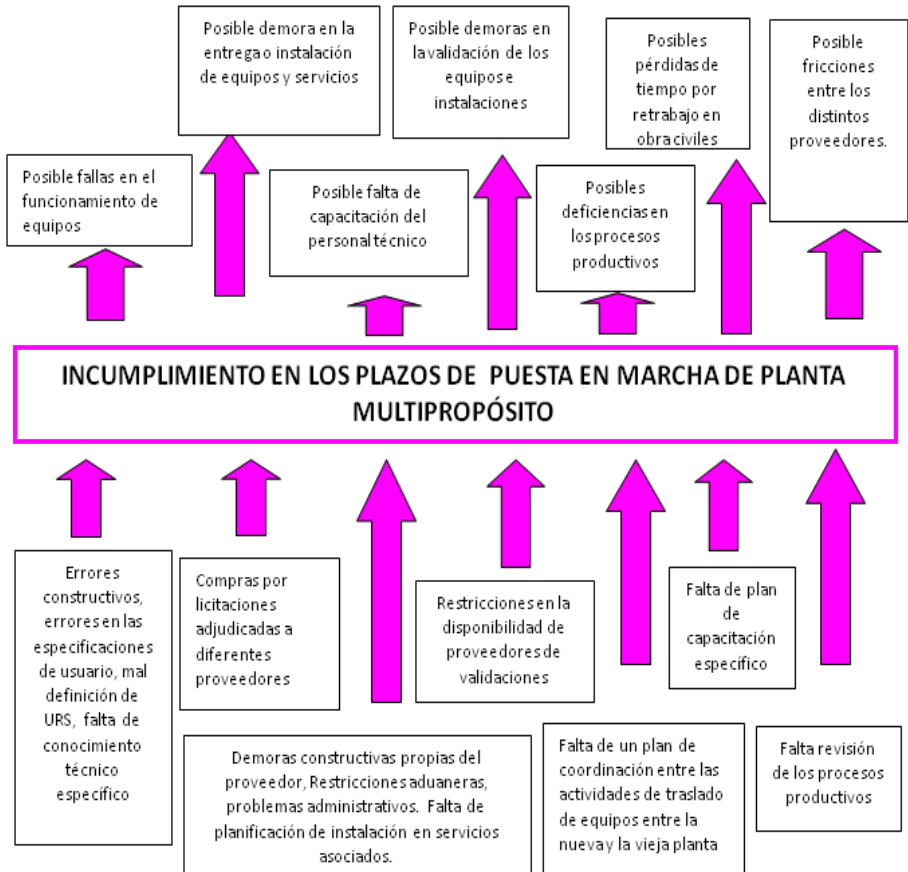 Posible demora en la
entrega o instalación
de equipos y servicios
Posible demoras en
la validación de los
equipos e
instalaciones
Posibles
pérdidas de
tiempo por
retrabajo en
obra civiles
Posible
fricciones
entre los
distintos
proveedores.
Posible fallas en el
funcionamiento de
equipos
Posible falta de
capacitación del
personal técnico
Posibles
deficiencias en
los procesos
productivos
INCUMPLIMIENTO EN LOS PLAZOS DE PUESTA EN MARCHA DE PLANTA
MULTIPROPÓSITO
Errores
constructivos,
errores en las
especificaciones
de usuario, mal
definición de
URS, falta de
conocimiento
técnico
específico
Compras por
licitaciones
adjudicadas a
diferentes
proveedores
Restricciones en la
disponibilidad de
proveedores de
validaciones
Falta de plan
de
capacitación
específico
Demoras constructivas propias del
proveedor, Restricciones aduaneras,
problemas administrativos. Falta de
planificación de instalación en servicios
asociados.
Falta de un plan de
coordinación entre las
actividades de traslado
de equipos entre la
nueva y la vieja planta
Falta revisión
de los procesos
productivos